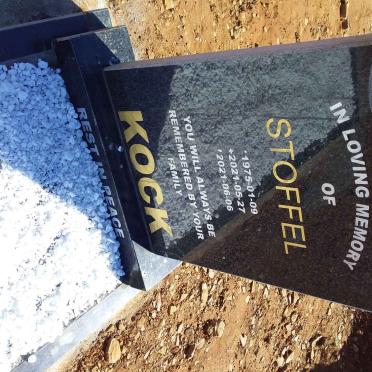 IN LOVING MEMORY
OF
STOFFEL
· 1975-01-09
+2021-05-27
‘ 2021-06-06
YOU WILL ALWAYS BE
REMEMBERED BY YOUR
FAMILY
KOCK
REST IN PEACE